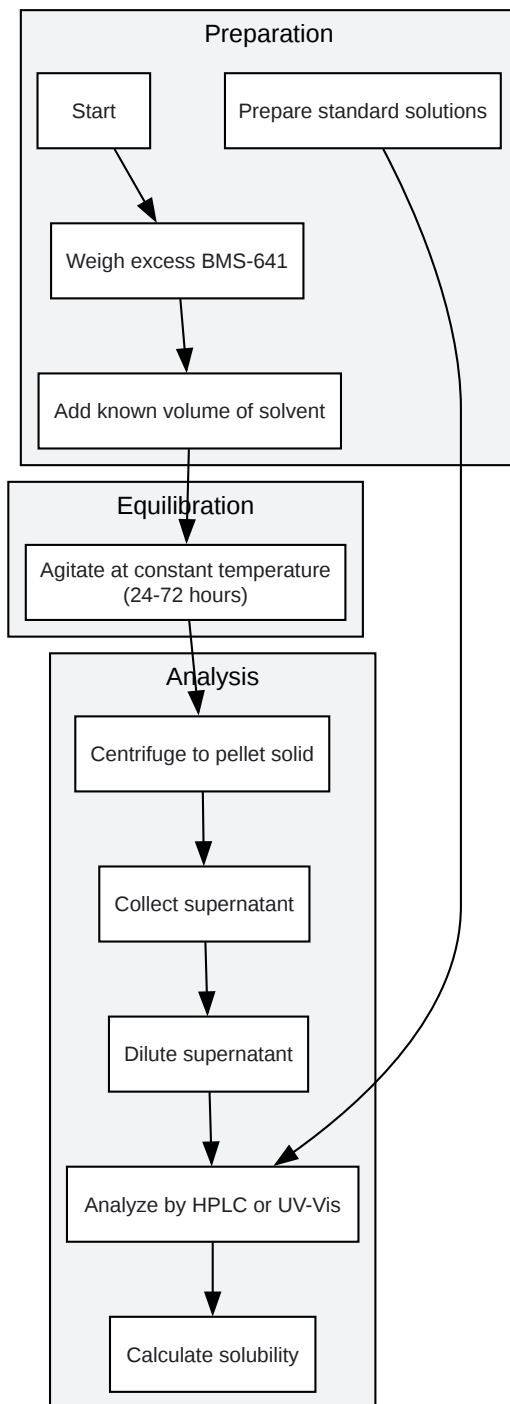 Preparation
Start
Prepare standard solutions
Weigh excess BMS-641
Add known volume of solvent
Equilibration
Agitate at constant temperature
(24-72 hours)
Analysis
Centrifuge to pellet solid
Collect supernatant
Dilute supernatant
Analyze by HPLC or UV-Vis
Calculate solubility